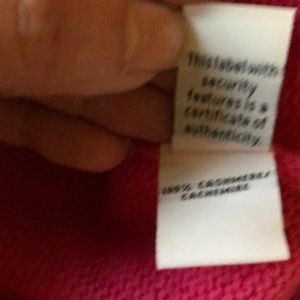 This label with
security
features is a
certificate of
authenticity.
100% CASHMERE/
CACHEMIRE